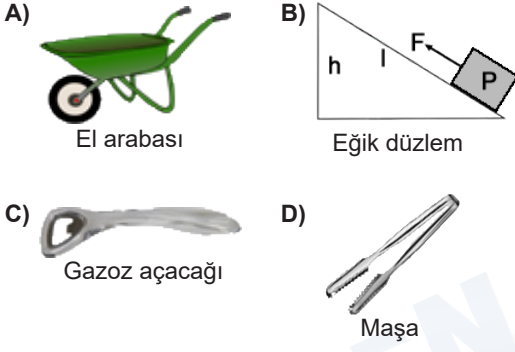 A)
El arabası
B)
h
l
F
P
Eğik düzlem
C)
Gazoz açacağı
D)
Maşa